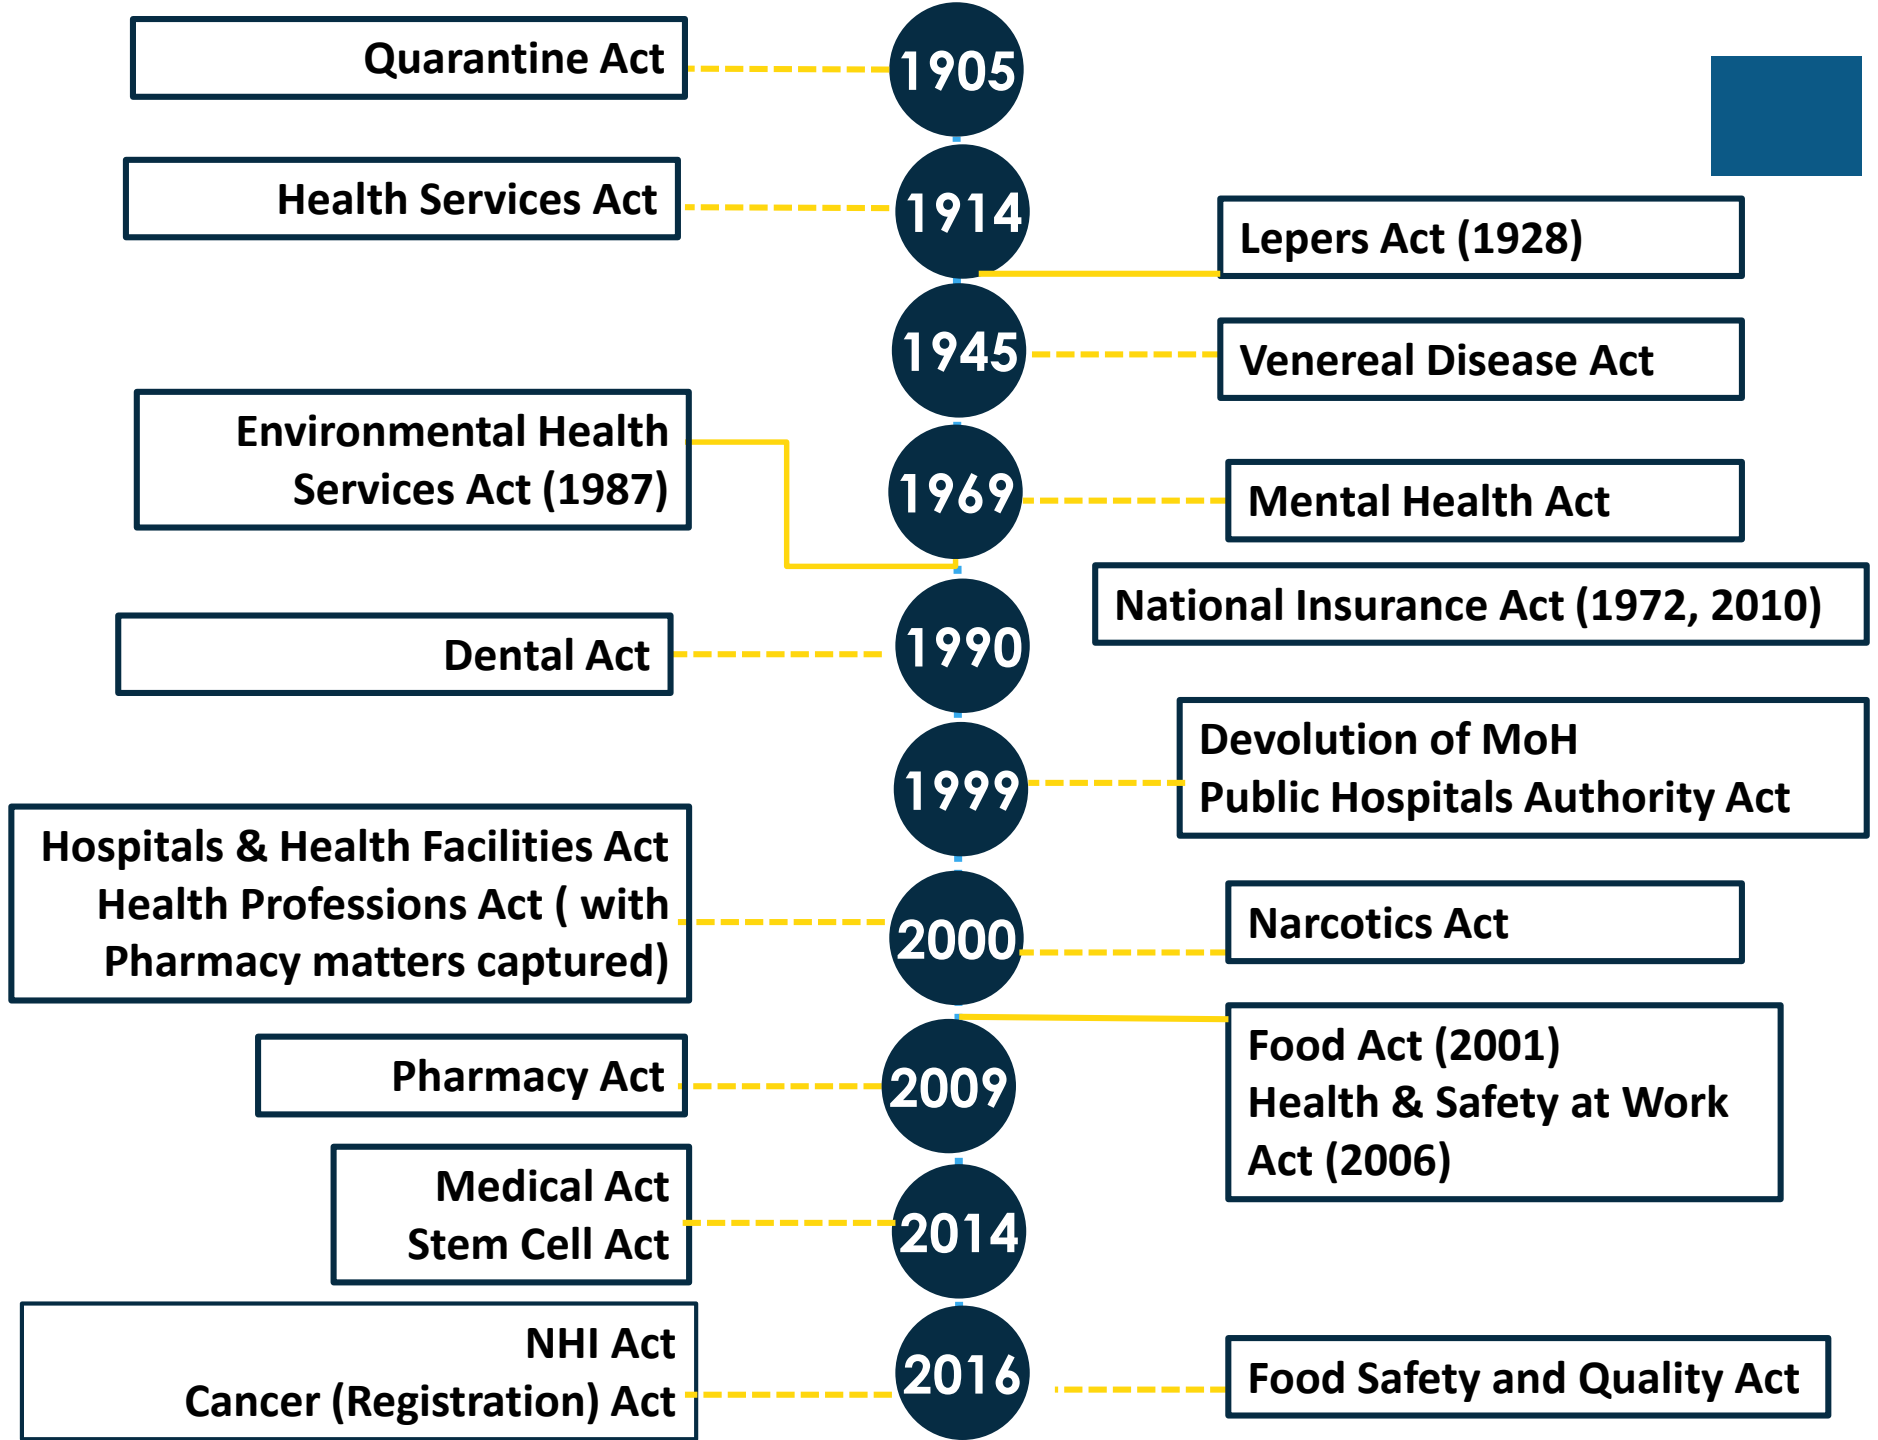 Quarantine Act
1905
Health Services Act
1914
Lepers Act (1928)
1945
Venereal Disease Act
Environmental Health
Services Act (1987)
1969
Mental Health Act
National Insurance Act (1972, 2010)
Dental Act
1990
Devolution of MoH
Public Hospitals Authority Act
1999
Hospitals & Health Facilities Act
Health Professions Act ( with
Pharmacy matters captured)
2000
Narcotics Act
Food Act (2001)
Health & Safety at Work
Act (2006)
Pharmacy Act
2009
Medical Act
Stem Cell Act
2014
NHI Act
Cancer (Registration) Act
2016
Food Safety and Quality Act